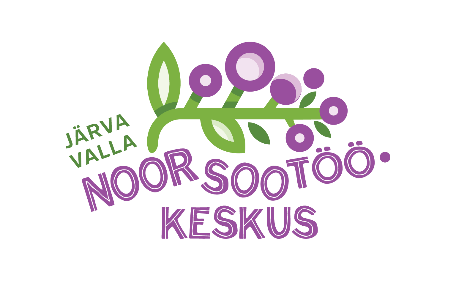 JÄRVA
VALLA
NOORSOOTÖÖ-
KESKUS